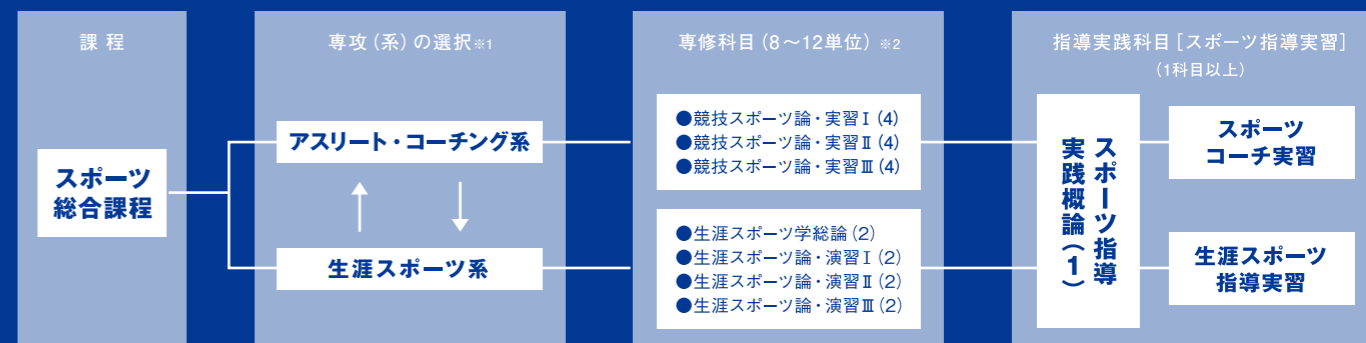 課 程
スポーツ
総合課程
専攻（系）の選択※1
アスリート・コーチング系
生涯スポーツ系
専修科目（8～12単位）※2
●競技スポーツ論・実習Ⅰ（4）
●競技スポーツ論・実習Ⅱ（4）
●競技スポーツ論・実習Ⅲ（4）
●生涯スポーツ学総論（2）
●生涯スポーツ論・演習Ⅰ（2）
●生涯スポーツ論・演習Ⅱ（2）
●生涯スポーツ論・演習Ⅲ（2）
指導実践科目［スポーツ指導実習］
（1科目以上）
スポーツ指導
実践概論（1）
スポーツ
コーチ実習
生涯スポーツ
指導実習